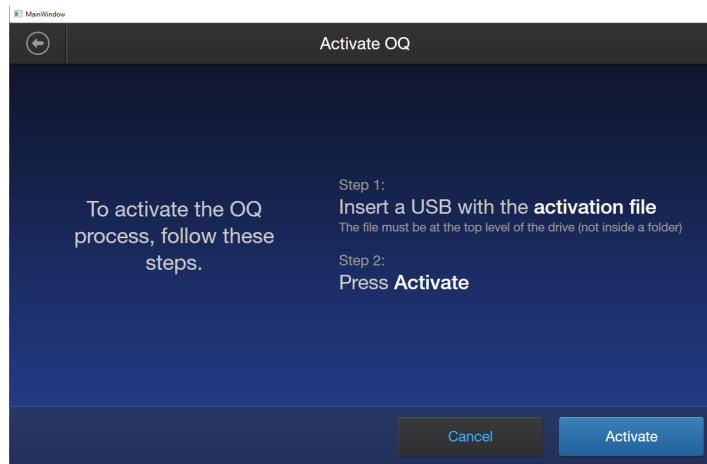 MainWindow
Activate OQ
To activate the OQ
process, follow these
steps.
Step 1:
Insert a USB with the activation file
The file must be at the top level of the drive (not inside a folder)
Step 2:
Press Activate
Cancel
Activate